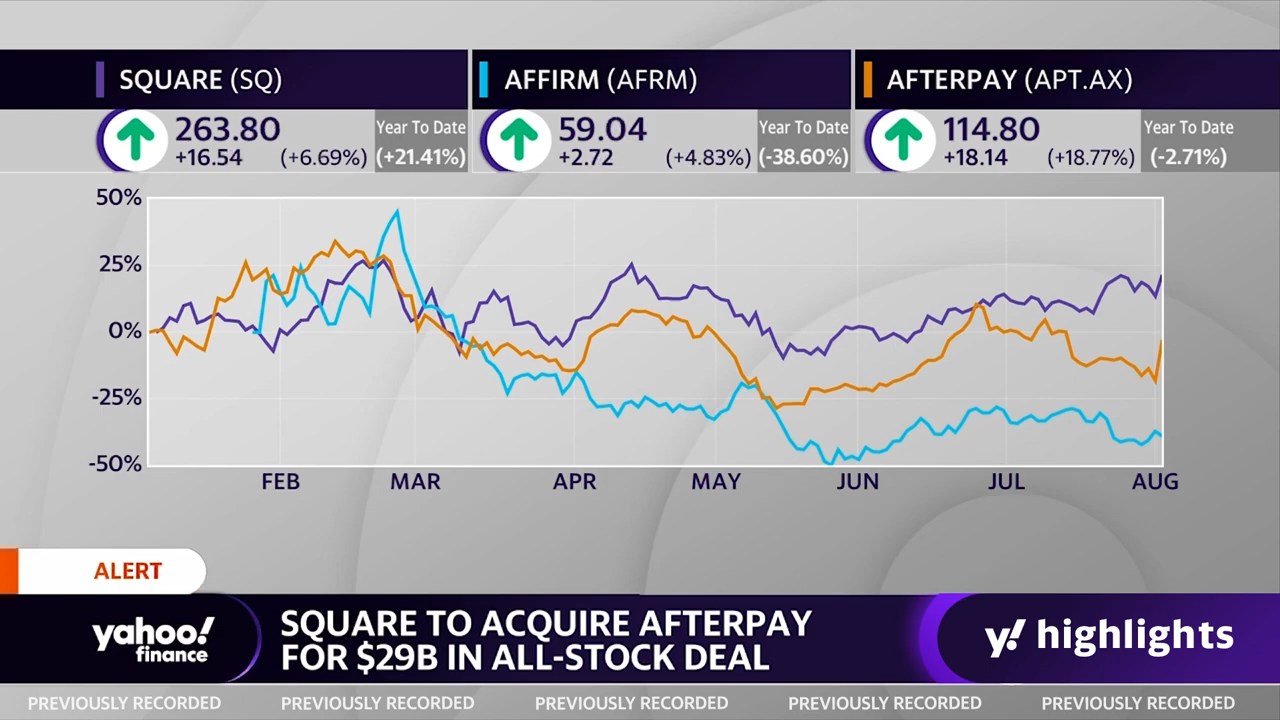 SQUARE (SQ)
263.80
+16.54 (+6.69%)
Year To Date
(+21.41%)
AFFIRM (AFRM)
59.04
+2.72 (+4.83%)
Year To Date
(-38.60%)
AFTERPAY (APT.AX)
114.80
+18.14 (+18.77%)
Year To Date
(-2.71%)
50%
25%
0%
-25%
-50%
FEB MAR APR MAY JUN JUL AUG
ALERT
yahoo!
finance
SQUARE TO ACQUIRE AFTERPAY
FOR $29B IN ALL-STOCK DEAL
y! highlights
PREVIOUSLY RECORDED PREVIOUSLY RECORDED PREVIOUSLY RECORDED PREVIOUSLY RECORDED PREVIOUSLY RECORDED